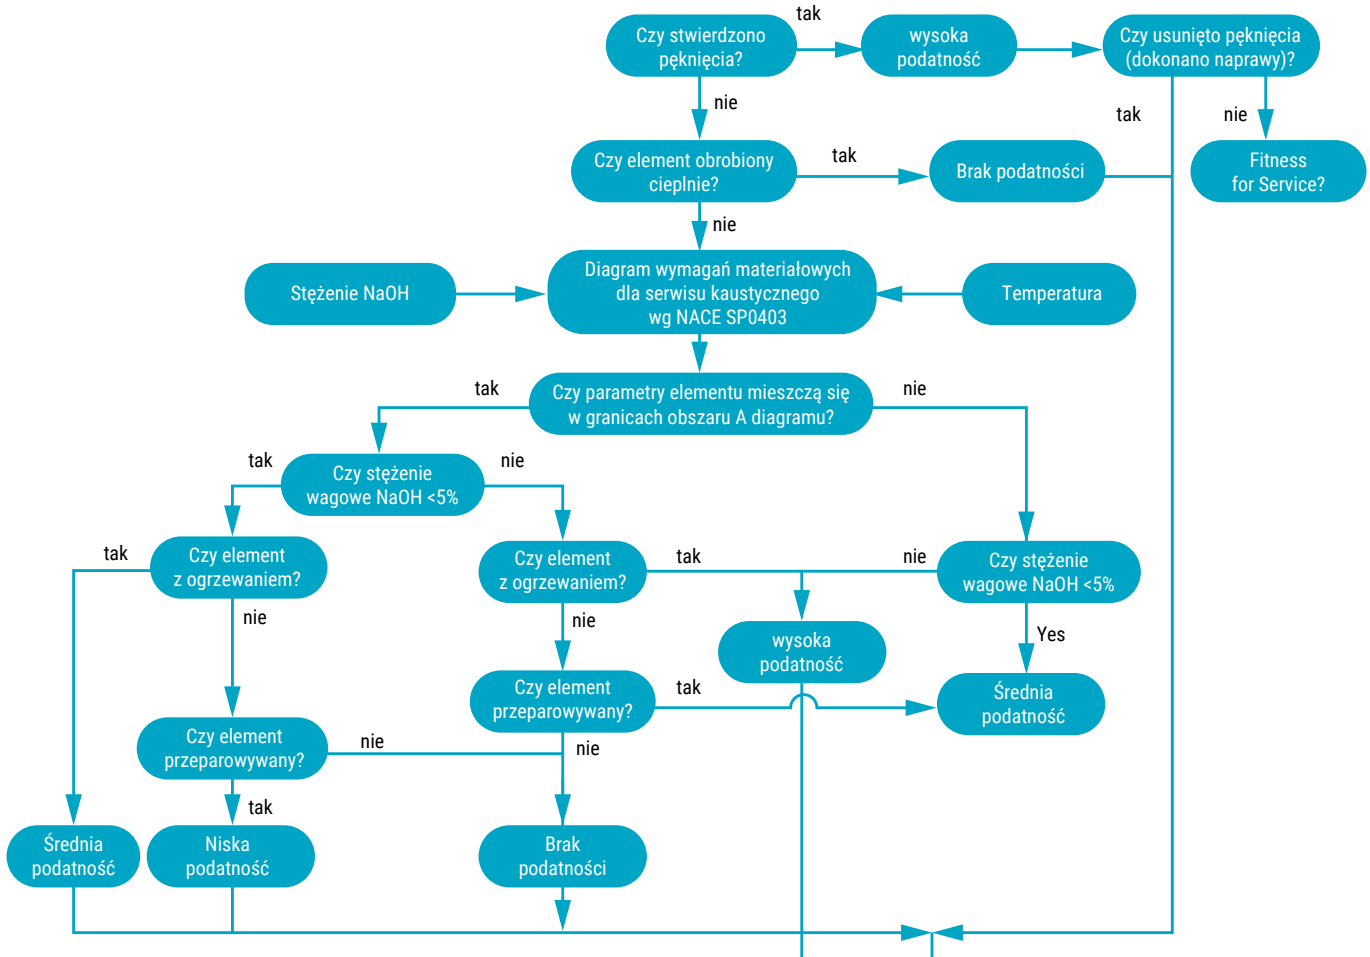 tak
Czy stwierdzono
pęknięcia?
wysoka
podatność
Czy usunięto pęknięcia
(dokonano naprawy)?
nie
tak
nie
Czy element obrobiony
cieplnie?
tak
Brak podatności
Fitness
for Service?
nie
Stężenie NaOH
Diagram wymagań materiałowych
dla serwisu kaustycznego
wg NACE SP0403
Temperatura
tak
Czy parametry elementu mieszczą się
w granicach obszaru A diagramu?
nie
tak
Czy stężenie
wagowe NaOH <5%
nie
tak
Czy element
z ogrzewaniem?
Czy element
z ogrzewaniem?
tak
nie
Czy stężenie
wagowe NaOH <5%
nie
nie
wysoka
podatność
Yes
Czy element
przeparowywany?
tak
Średnia
podatność
Czy element
przeparowywany?
nie
nie
tak
Średnia
podatność
Niska
podatność
Brak
podatności